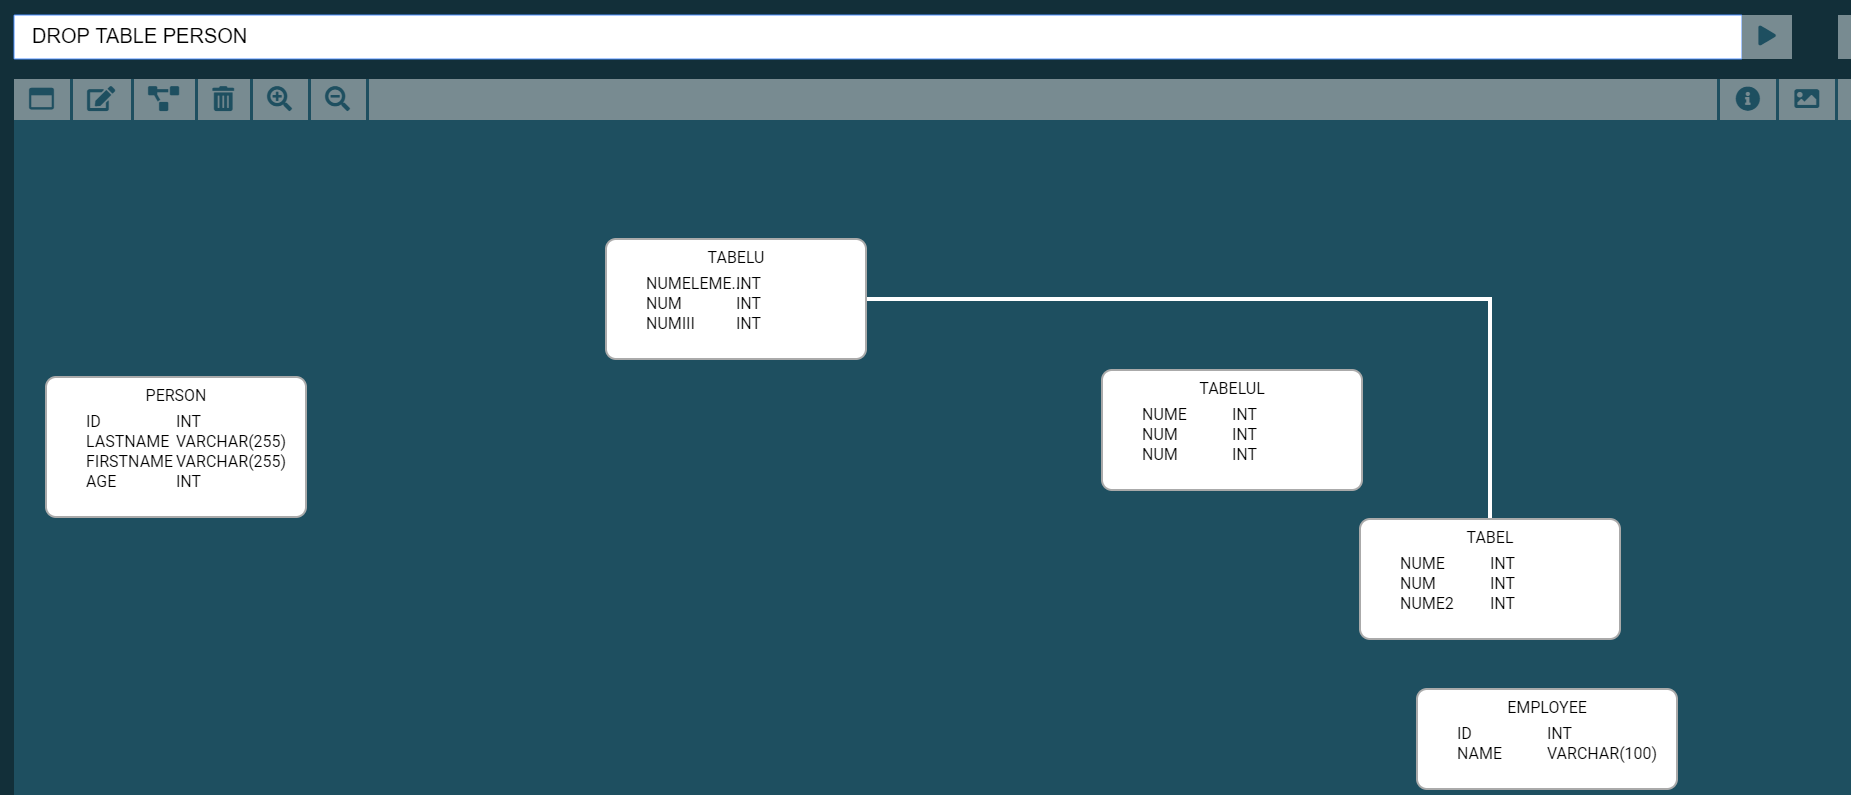 DROP TABLE PERSON
TABELU
NUMELEME.. INT
NUM INT
NUMIII INT
PERSON
ID INT
LASTNAME VARCHAR(255)
FIRSTNAME VARCHAR(255)
AGE INT
TABELUL
NUME INT
NUM INT
NUM INT
TABEL
NUME INT
NUM INT
NUME2 INT
EMPLOYEE
ID INT
NAME VARCHAR(100)